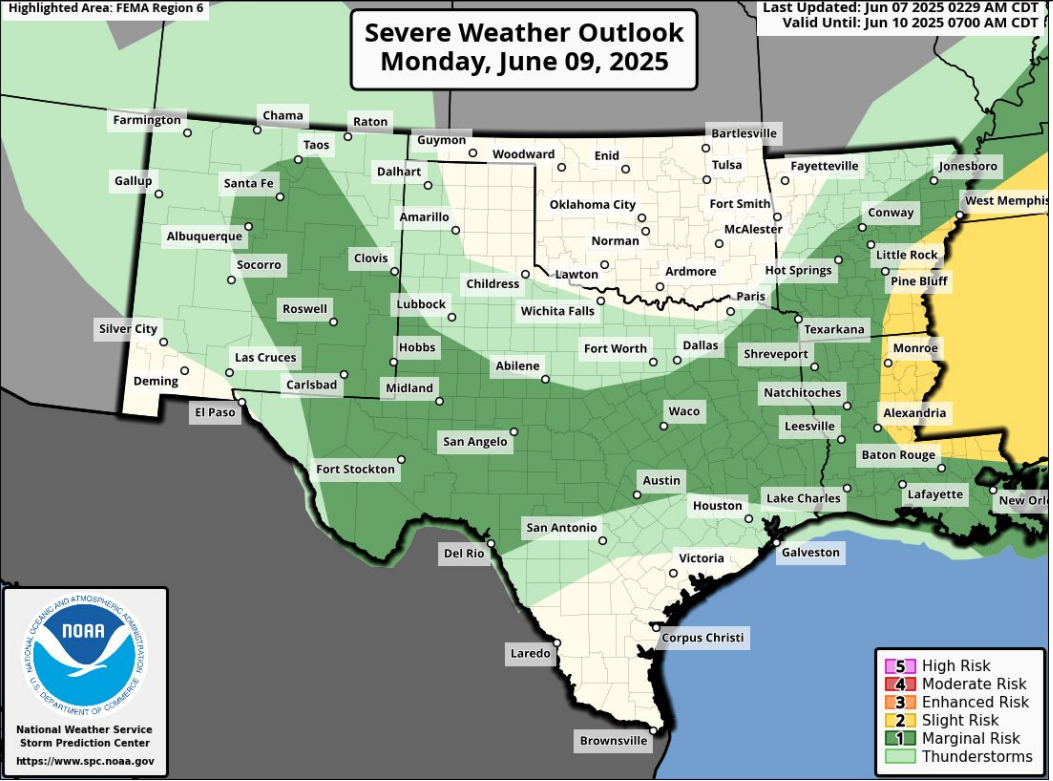 Highlighted Area: FEMA Region 6
Last Updated: Jun 07 2025 0229 AM CDT
Valid Until: Jun 10 2025 0700 AM CDT
Severe Weather Outlook
Monday, June 09, 2025
Farmington
Chama
Raton
Taos
Guymon
Woodward
Enid
Bartlesville
Tulsa
Fayetteville
Jonesboro
Gallup
Santa Fe
Dalhart
Amarillo
Oklahoma City
Fort Smith
West Memphis
Conway
Albuquerque
Norman
McAlester
Socorro
Clovis
Childress
Lawton
Ardmore
Hot Springs
Little Rock
Pine Bluff
Roswell
Lubbock
Wichita Falls
Paris
Silver City
Texarkana
Las Cruces
Hobbs
Fort Worth
Dallas
Shreveport
Monroe
Deming
Carlsbad
Midland
Abilene
Natchitoches
El Paso
Waco
Leesville
Alexandria
San Angelo
Baton Rouge
Fort Stockton
Austin
Houston
Lake Charles
Lafayette
New Orl
San Antonio
Del Rio
Victoria
Galveston
Laredo
Corpus Christi
Brownsville
NATIONAL OCEANIC AND ATMOSPHERIC ADMINISTRATION
NOAA
U.S. DEPARTMENT OF COMMERCE
National Weather Service
Storm Prediction Center
https://www.spc.noaa.gov
5 High Risk
4 Moderate Risk
3 Enhanced Risk
2 Slight Risk
1 Marginal Risk
Thunderstorms